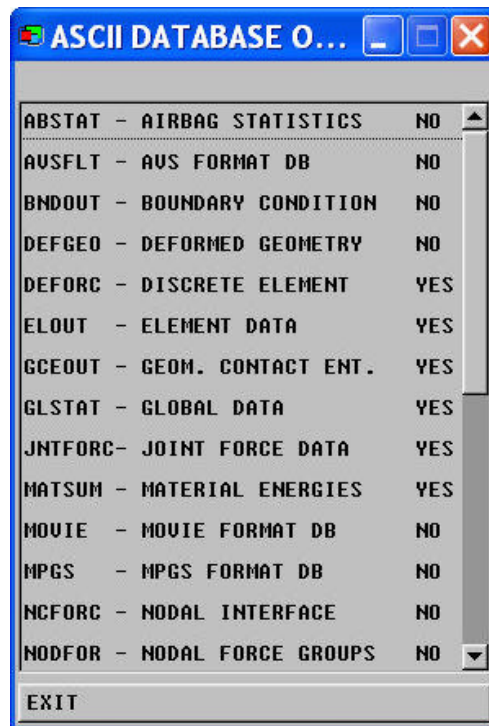 ASCII DATABASE O...
ABSTAT - AIRBAG STATISTICS NO
AVSFLT - AVS FORMAT DB NO
BNDOUT - BOUNDARY CONDITION NO
DEFGEO - DEFORMED GEOMETRY NO
DEFORC - DISCRETE ELEMENT YES
ELOUT - ELEMENT DATA YES
GCEOUT - GEOM. CONTACT ENT. YES
GLSTAT - GLOBAL DATA YES
JNTFORC- JOINT FORCE DATA YES
MATSUM - MATERIAL ENERGIES YES
MOVIE - MOVIE FORMAT DB NO
MPGS - MPGS FORMAT DB NO
NCFORC - NODAL INTERFACE NO
NODFOR - NODAL FORCE GROUPS NO
EXIT